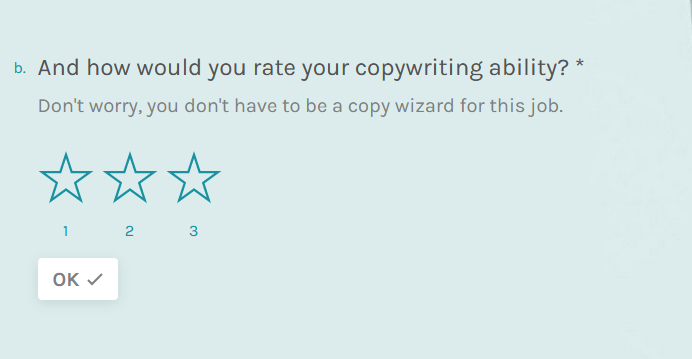 b. And how would you rate your copywriting ability? *
Don't worry, you don't have to be a copy wizard for this job.
1 2 3
OK ✓